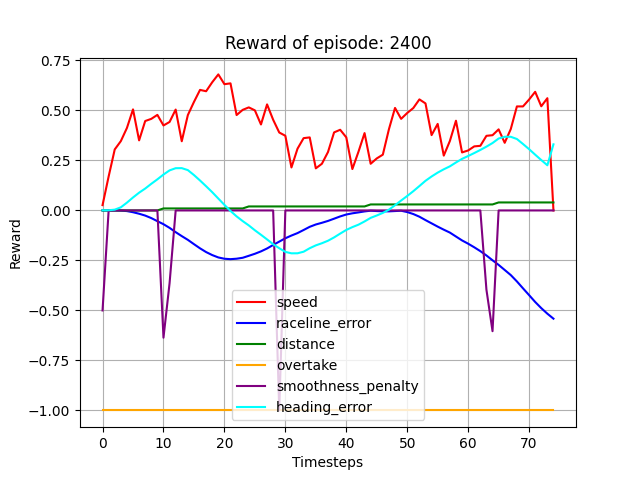 Reward of episode: 2400
0.75
0.50
0.25
0.00
−0.25
−0.50
−0.75
−1.00
Reward
speed
raceline_error
distance
overtake
smoothness_penalty
heading_error
0 10 20 30 40 50 60 70
Timesteps